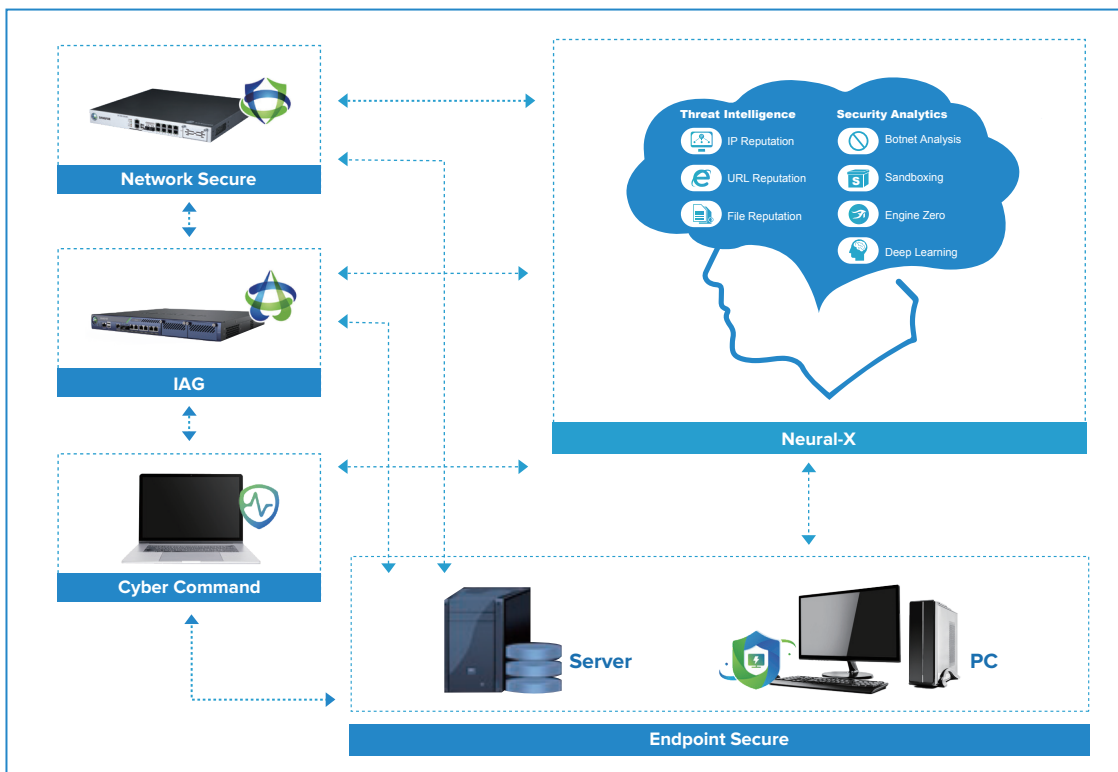 Network Secure
IAG
Cyber Command
Threat Intelligence
IP Reputation
URL Reputation
File Reputation
Security Analytics
Botnet Analysis
Sandboxing
Engine Zero
Deep Learning
Neural-X
Server
PC
Endpoint Secure